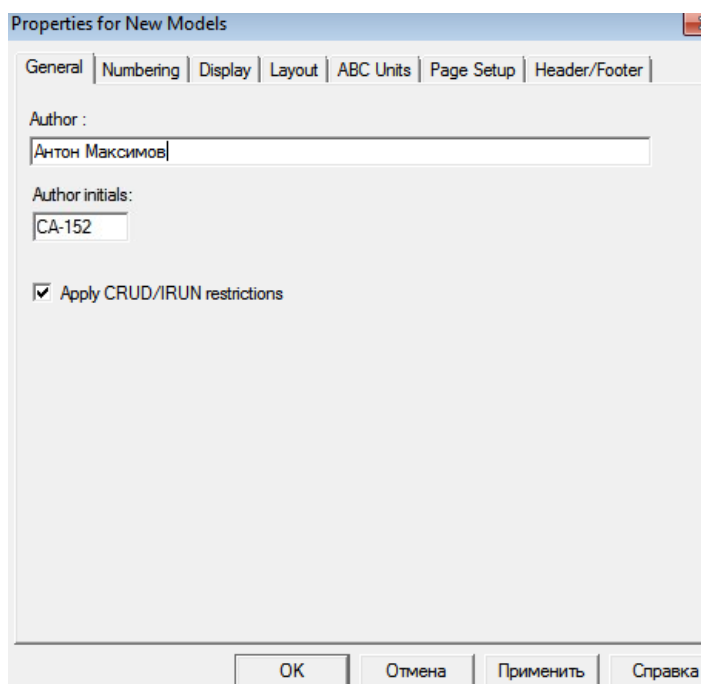 Properties for New Models
General Numbering Display Layout ABC Units Page Setup Header/Footer
Author :
Антон Максимов
Author initials:
CA-152
Apply CRUD/IRUN restrictions
OK Отмена Применить Справка